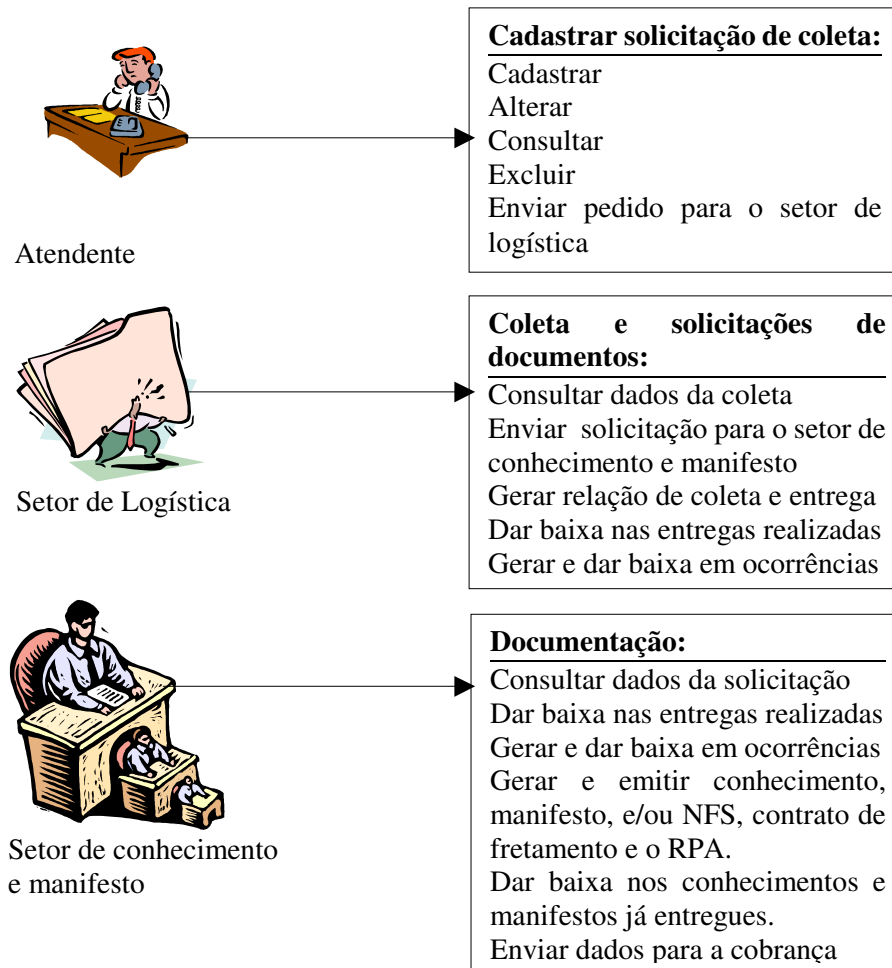 Cadastrar solicitação de coleta:
Cadastrar
Alterar
Consultar
Excluir
Enviar pedido para o setor de
logística
Atendente
Coleta e solicitações de
documentos:
Consultar dados da coleta
Enviar solicitação para o setor de
conhecimento e manifesto
Gerar relação de coleta e entrega
Dar baixa nas entregas realizadas
Gerar e dar baixa em ocorrências
Setor de Logística
Documentação:
Consultar dados da solicitação
Dar baixa nas entregas realizadas
Gerar e dar baixa em ocorrências
Gerar e emitir conhecimento,
manifesto, e/ou NFS, contrato de
fretamento e o RPA.
Dar baixa nos conhecimentos e
manifestos já entregues.
Enviar dados para a cobrança
Setor de conhecimento
e manifesto